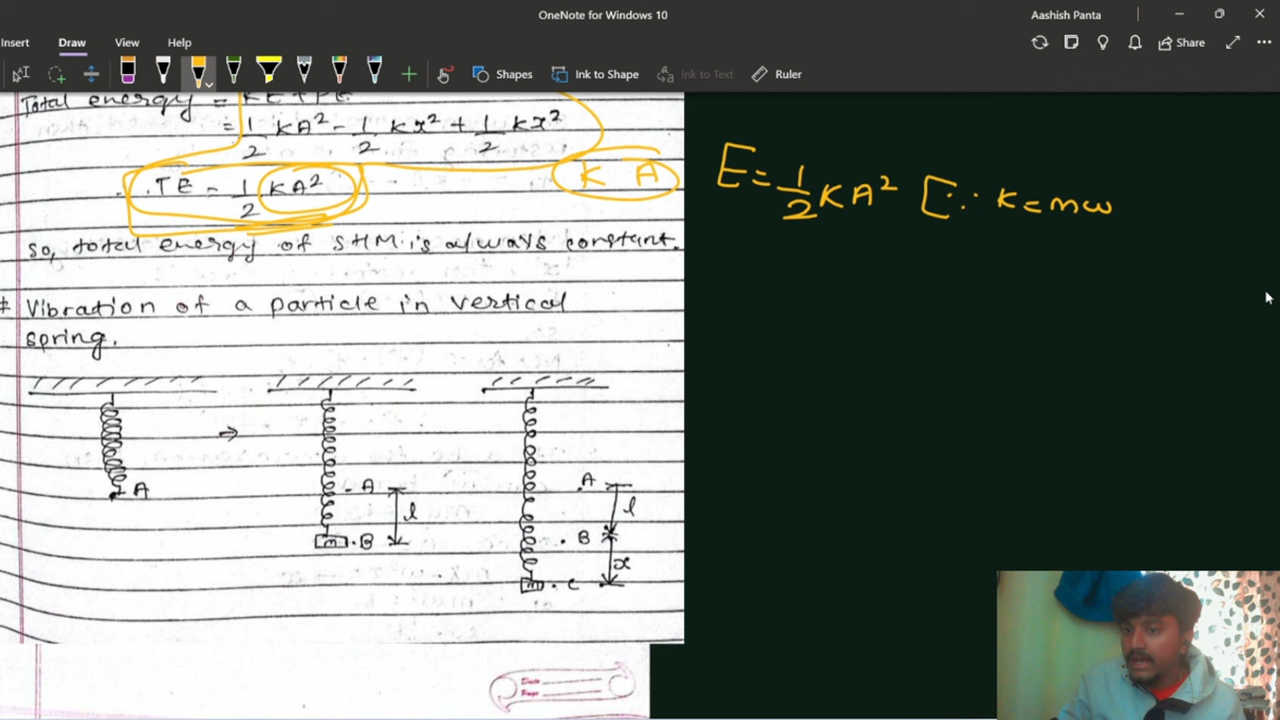 OneNote for Windows 10
Aashish Panta
Insert Draw View Help
Share
Shapes Ink to Shape Ink to Text Ruler
Total energy = KE + PE
= 1/2 KA² - 1/2 Kx² + 1/2 Kx²
∴ TE = 1/2 KA²
K A
so, total energy of SHM is always constant.
# Vibration of a particle in vertical
spring.
A
A
l
m B
A
l
B
x
m C
E = 1/2 KA² [∵ K = mω
Date
Page